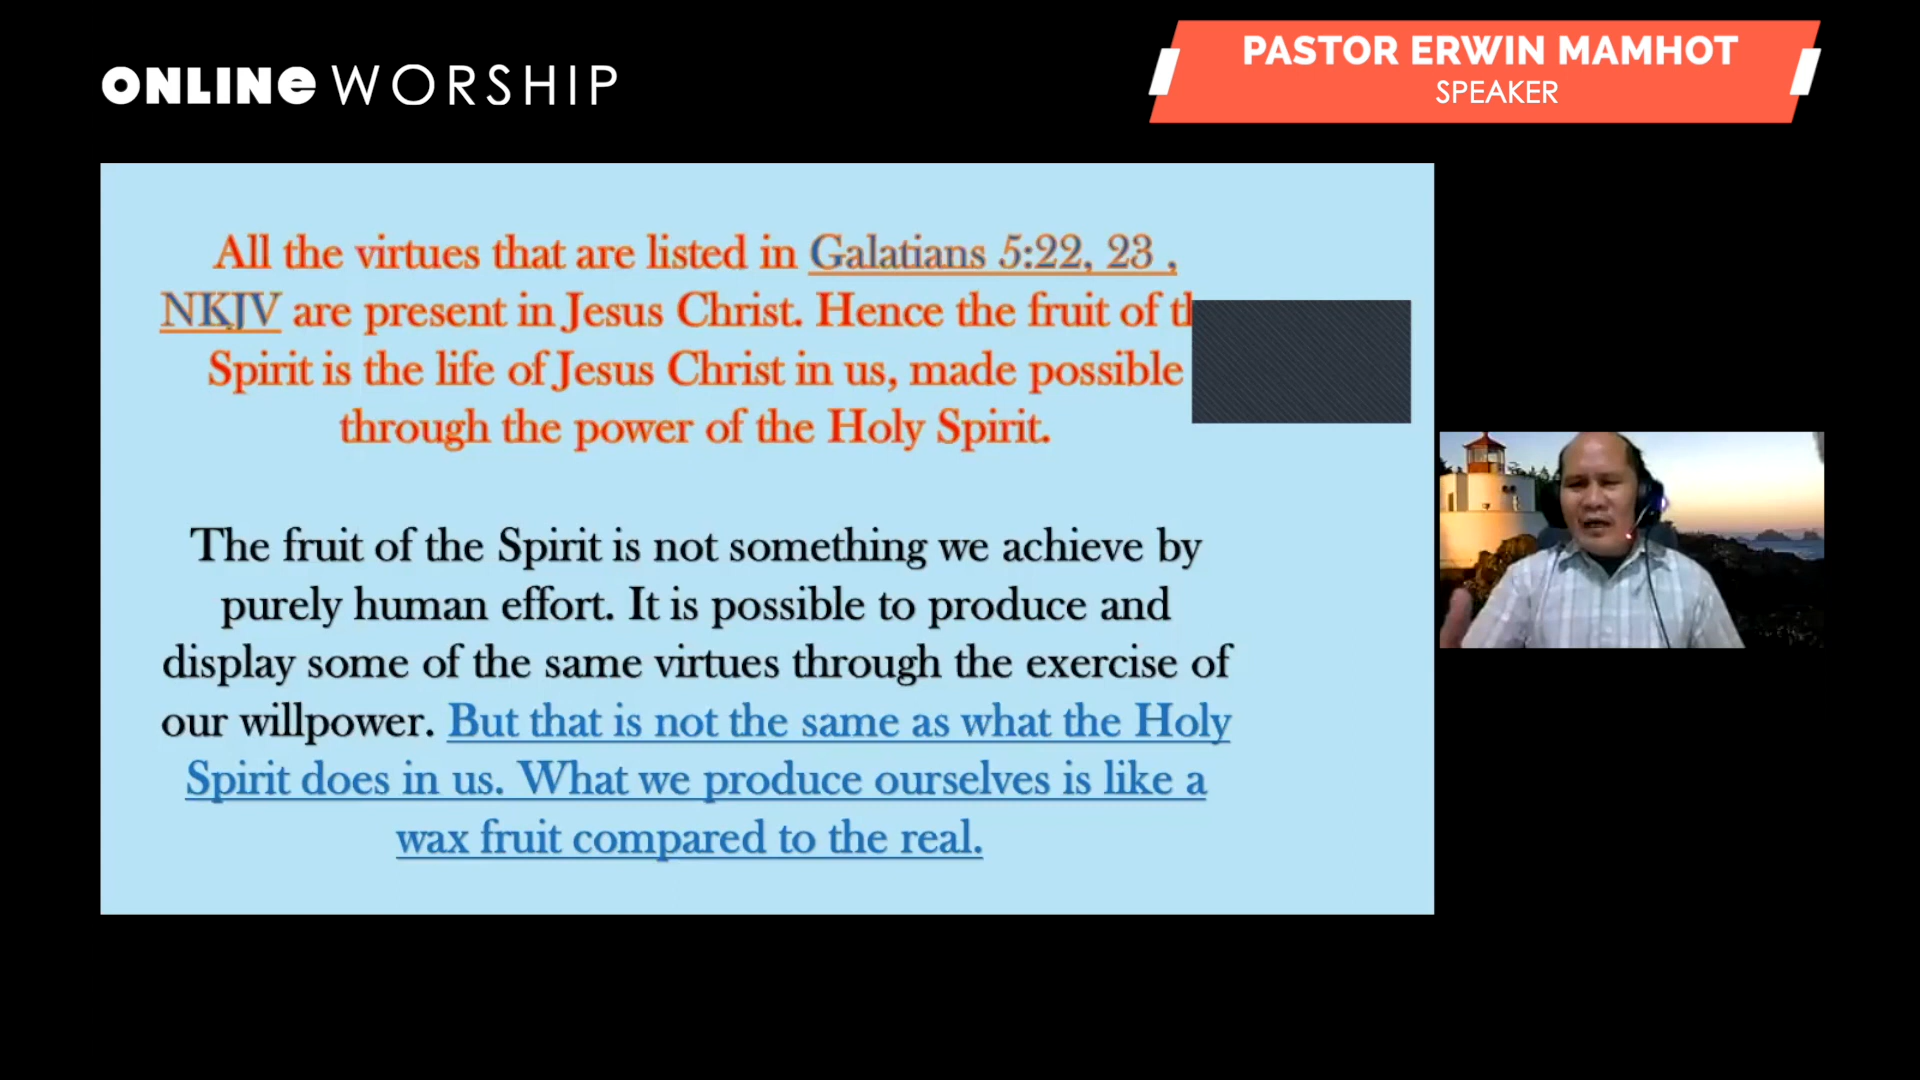 ONLINe WORSHIP
PASTOR ERWIN MAMHOT
SPEAKER
All the virtues that are listed in Galatians 5:22, 23 ,
NKJV are present in Jesus Christ. Hence the fruit of
Spirit is the life of Jesus Christ in us, made possible
through the power of the Holy Spirit.
The fruit of the Spirit is not something we achieve by
purely human effort. It is possible to produce and
display some of the same virtues through the exercise of
our willpower. But that is not the same as what the Holy
Spirit does in us. What we produce ourselves is like a
wax fruit compared to the real.